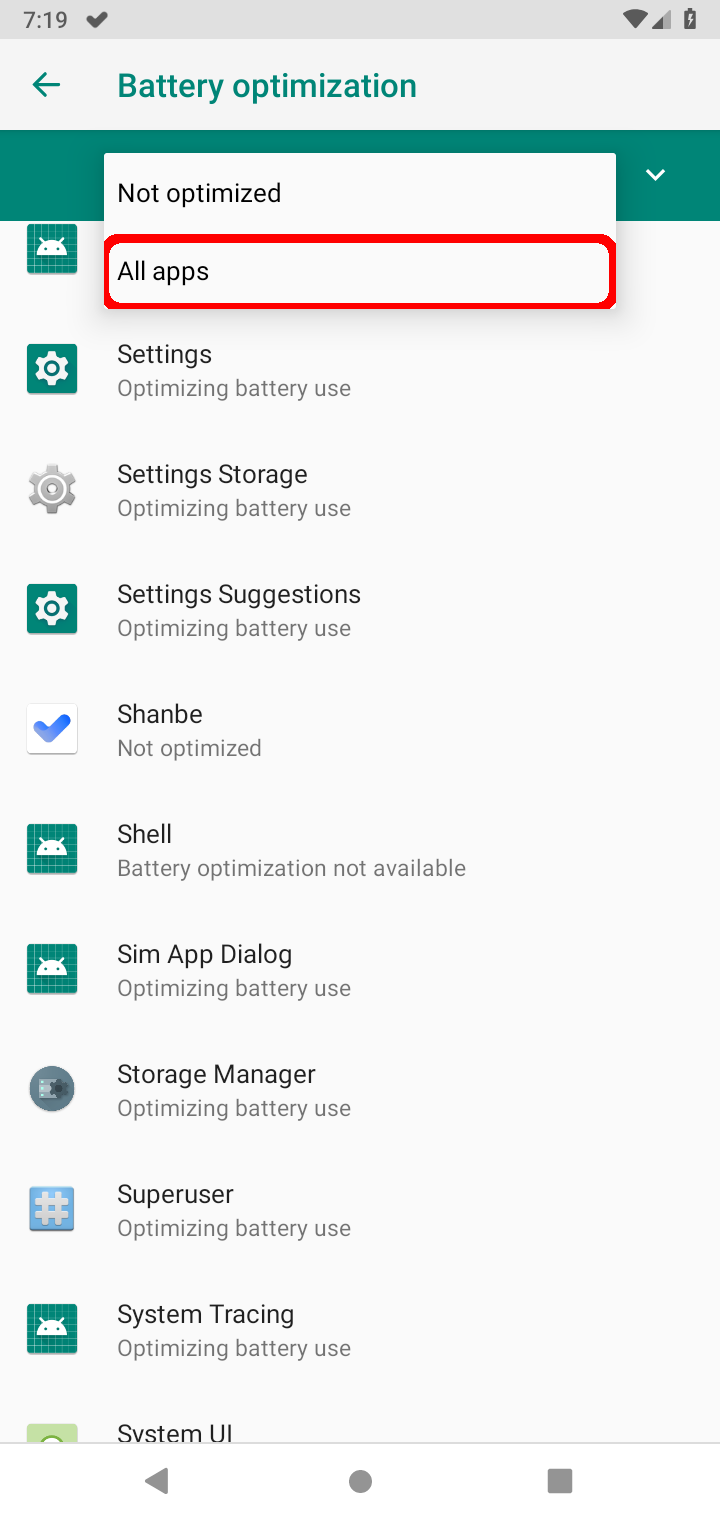 7:19
Battery optimization
Not optimized
All apps
Settings
Optimizing battery use
Settings Storage
Optimizing battery use
Settings Suggestions
Optimizing battery use
Shanbe
Not optimized
Shell
Battery optimization not available
Sim App Dialog
Optimizing battery use
Storage Manager
Optimizing battery use
Superuser
Optimizing battery use
System Tracing
Optimizing battery use
System UI